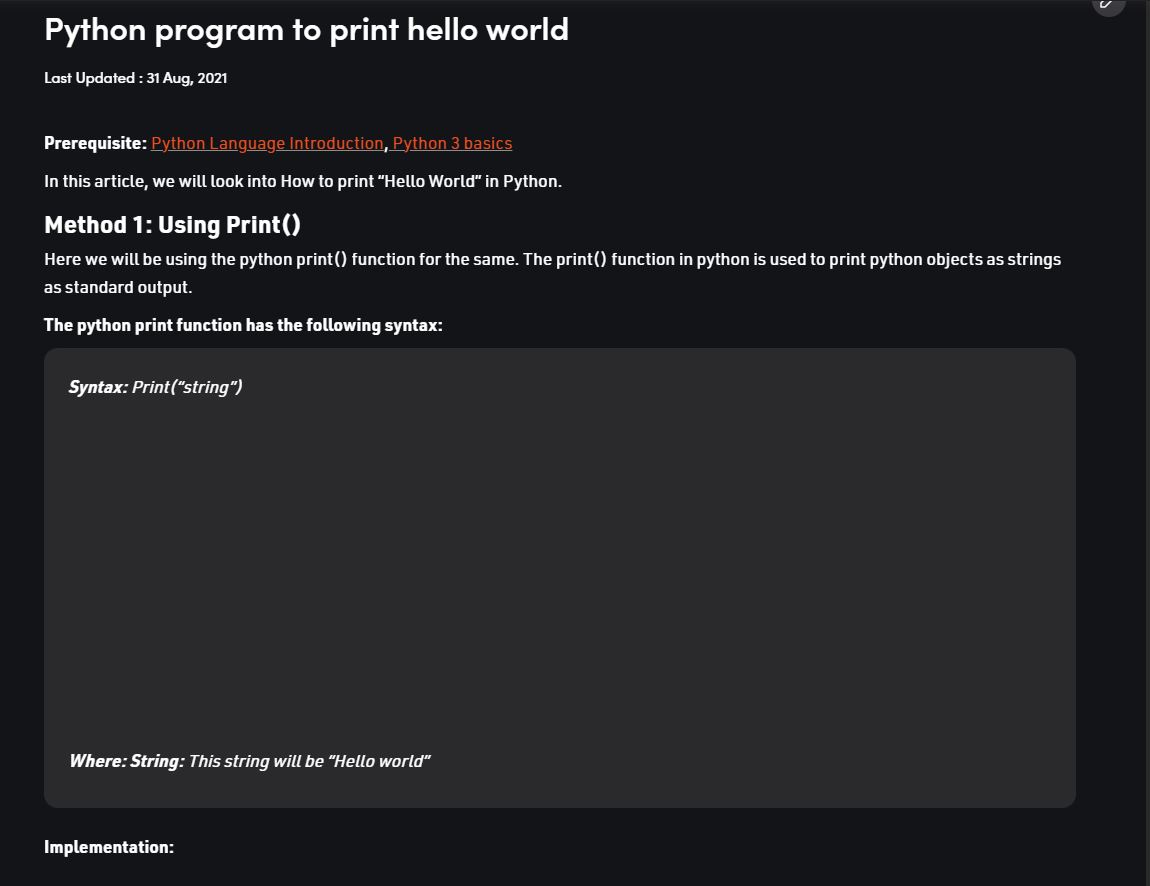 Python program to print hello world
Last Updated : 31 Aug, 2021
Prerequisite: Python Language Introduction, Python 3 basics
In this article, we will look into How to print “Hello World” in Python.
Method 1: Using Print()
Here we will be using the python print() function for the same. The print() function in python is used to print python objects as strings
as standard output.
The python print function has the following syntax:
Syntax: Print(“string”)
Where: String: This string will be “Hello world”
Implementation: